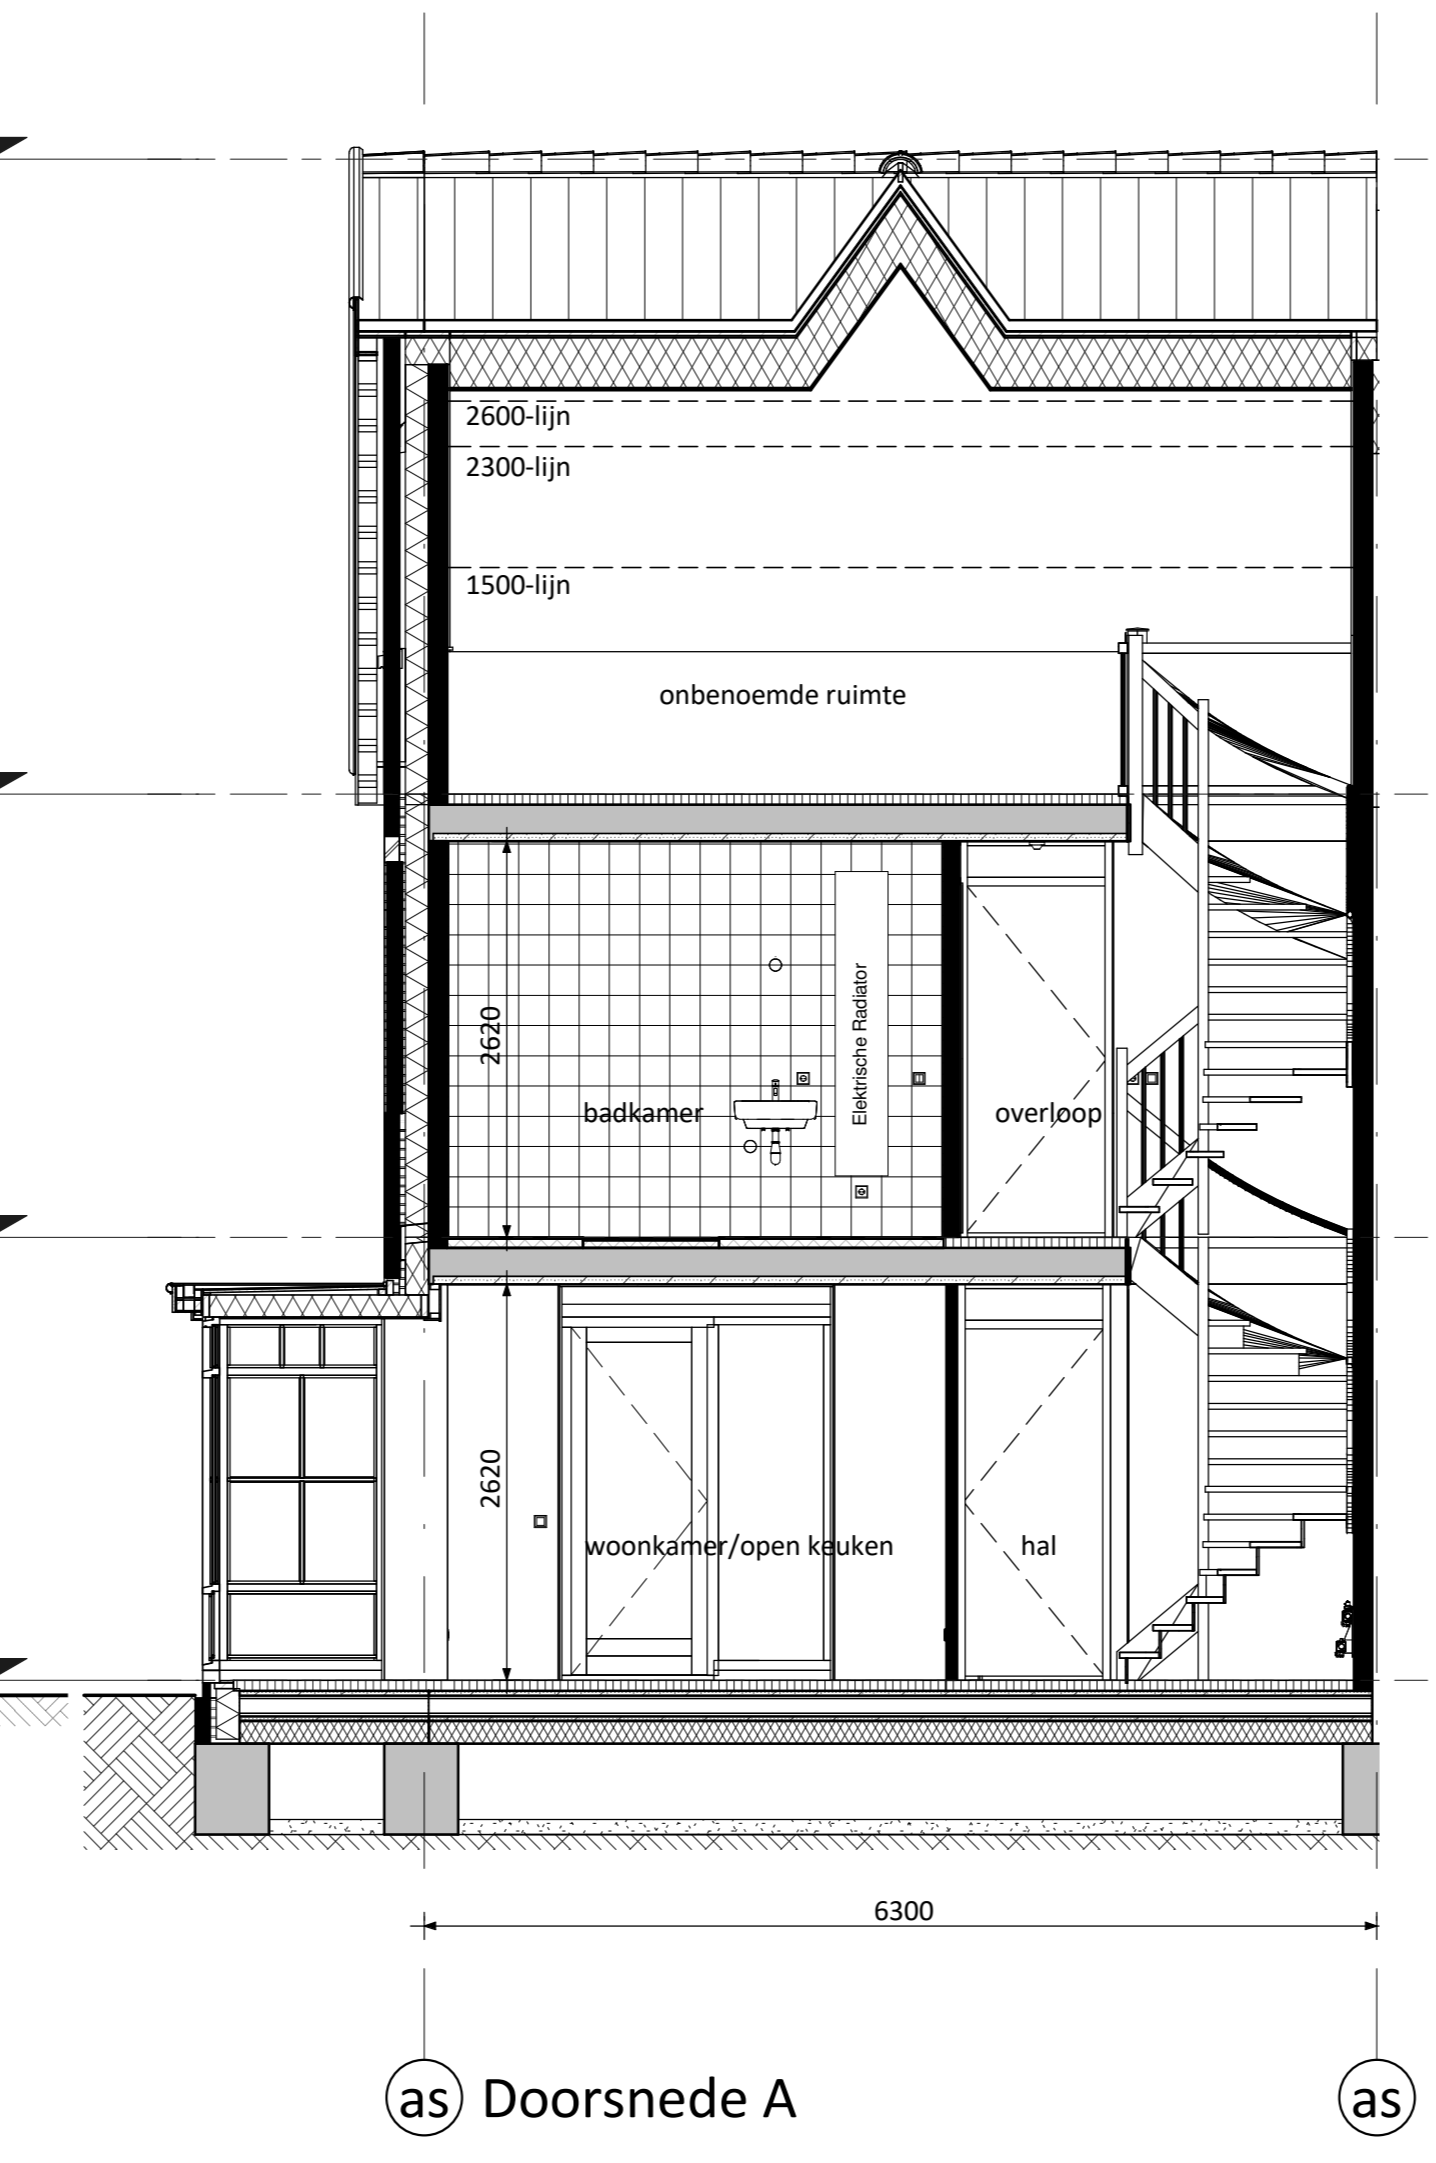 2600-lijn
2300-lijn
1500-lijn
onbenoemde ruimte
2620
Elektrische Radiator
badkamer
overloop
2620
woonkamer/open keuken
hal
6300
as Doorsnede A
as